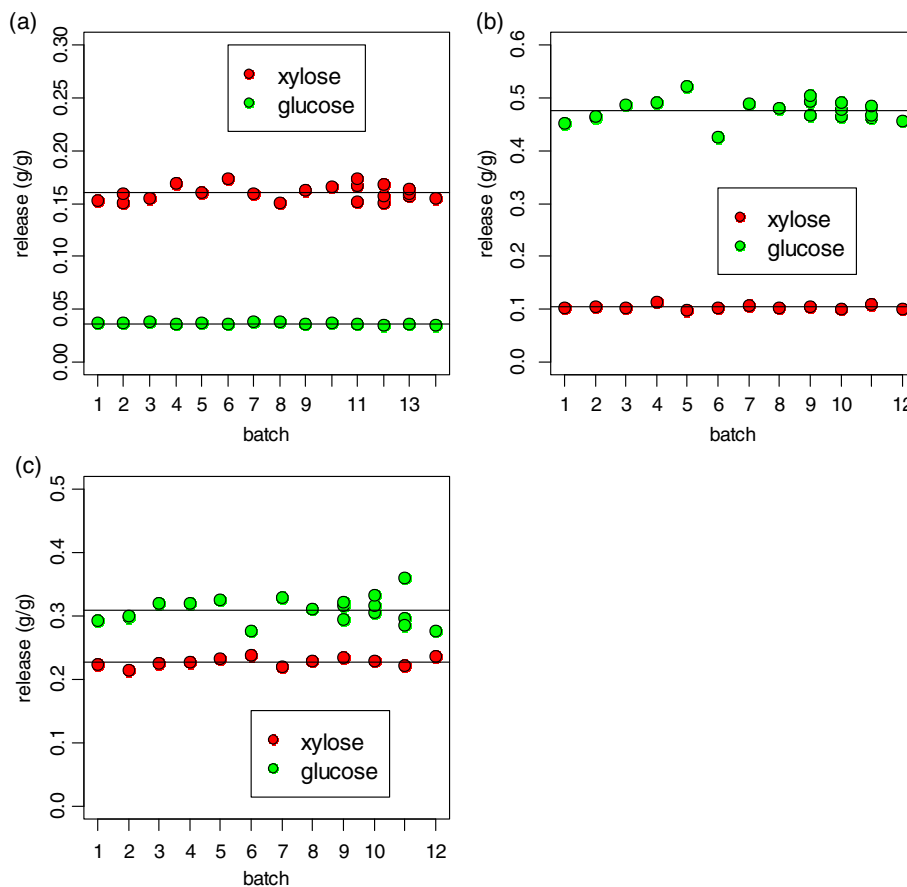 (a)
0.30
0.20
0.15
0.10
0.05
0.00
release (g/g)
xylose
glucose
1 2 3 4 5 6 7 8 9 11 13
batch
(b)
0.6
0.5
0.4
0.3
0.2
0.1
0.0
release (g/g)
xylose
glucose
1 2 3 4 5 6 7 8 9 10 12
batch
(c)
0.5
0.4
0.3
0.2
0.1
0.0
release (g/g)
xylose
glucose
1 2 3 4 5 6 7 8 9 10 12
batch